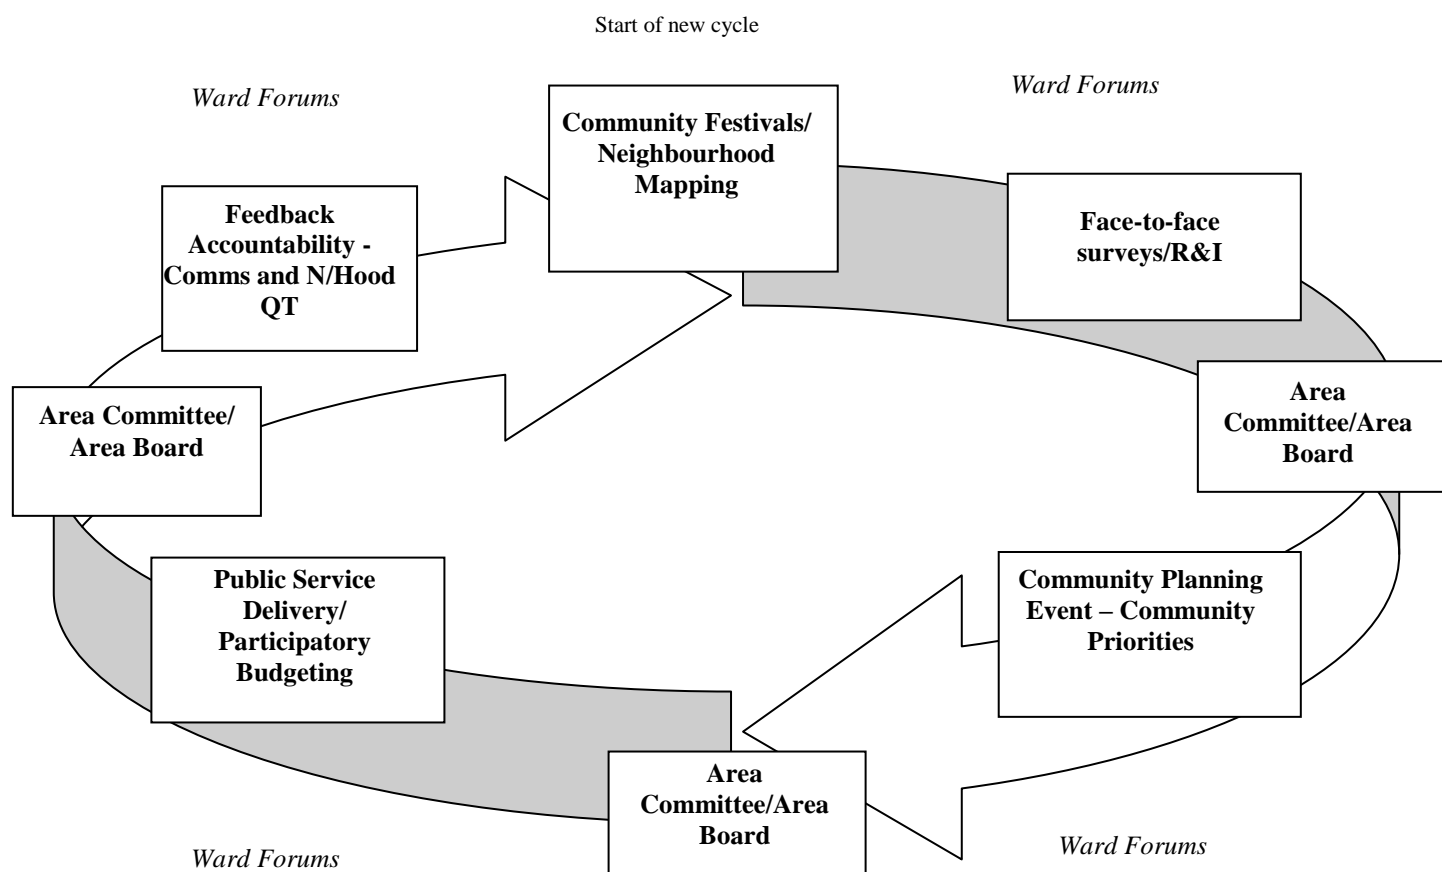 Start of new cycle
Ward Forums
Ward Forums
Community Festivals/
Neighbourhood
Mapping
Feedback
Accountability -
Comms and N/Hood
QT
Face-to-face
surveys/R&I
Area Committee/
Area Board
Area
Committee/Area
Board
Public Service
Delivery/
Participatory
Budgeting
Community Planning
Event – Community
Priorities
Area
Committee/Area
Board
Ward Forums
Ward Forums